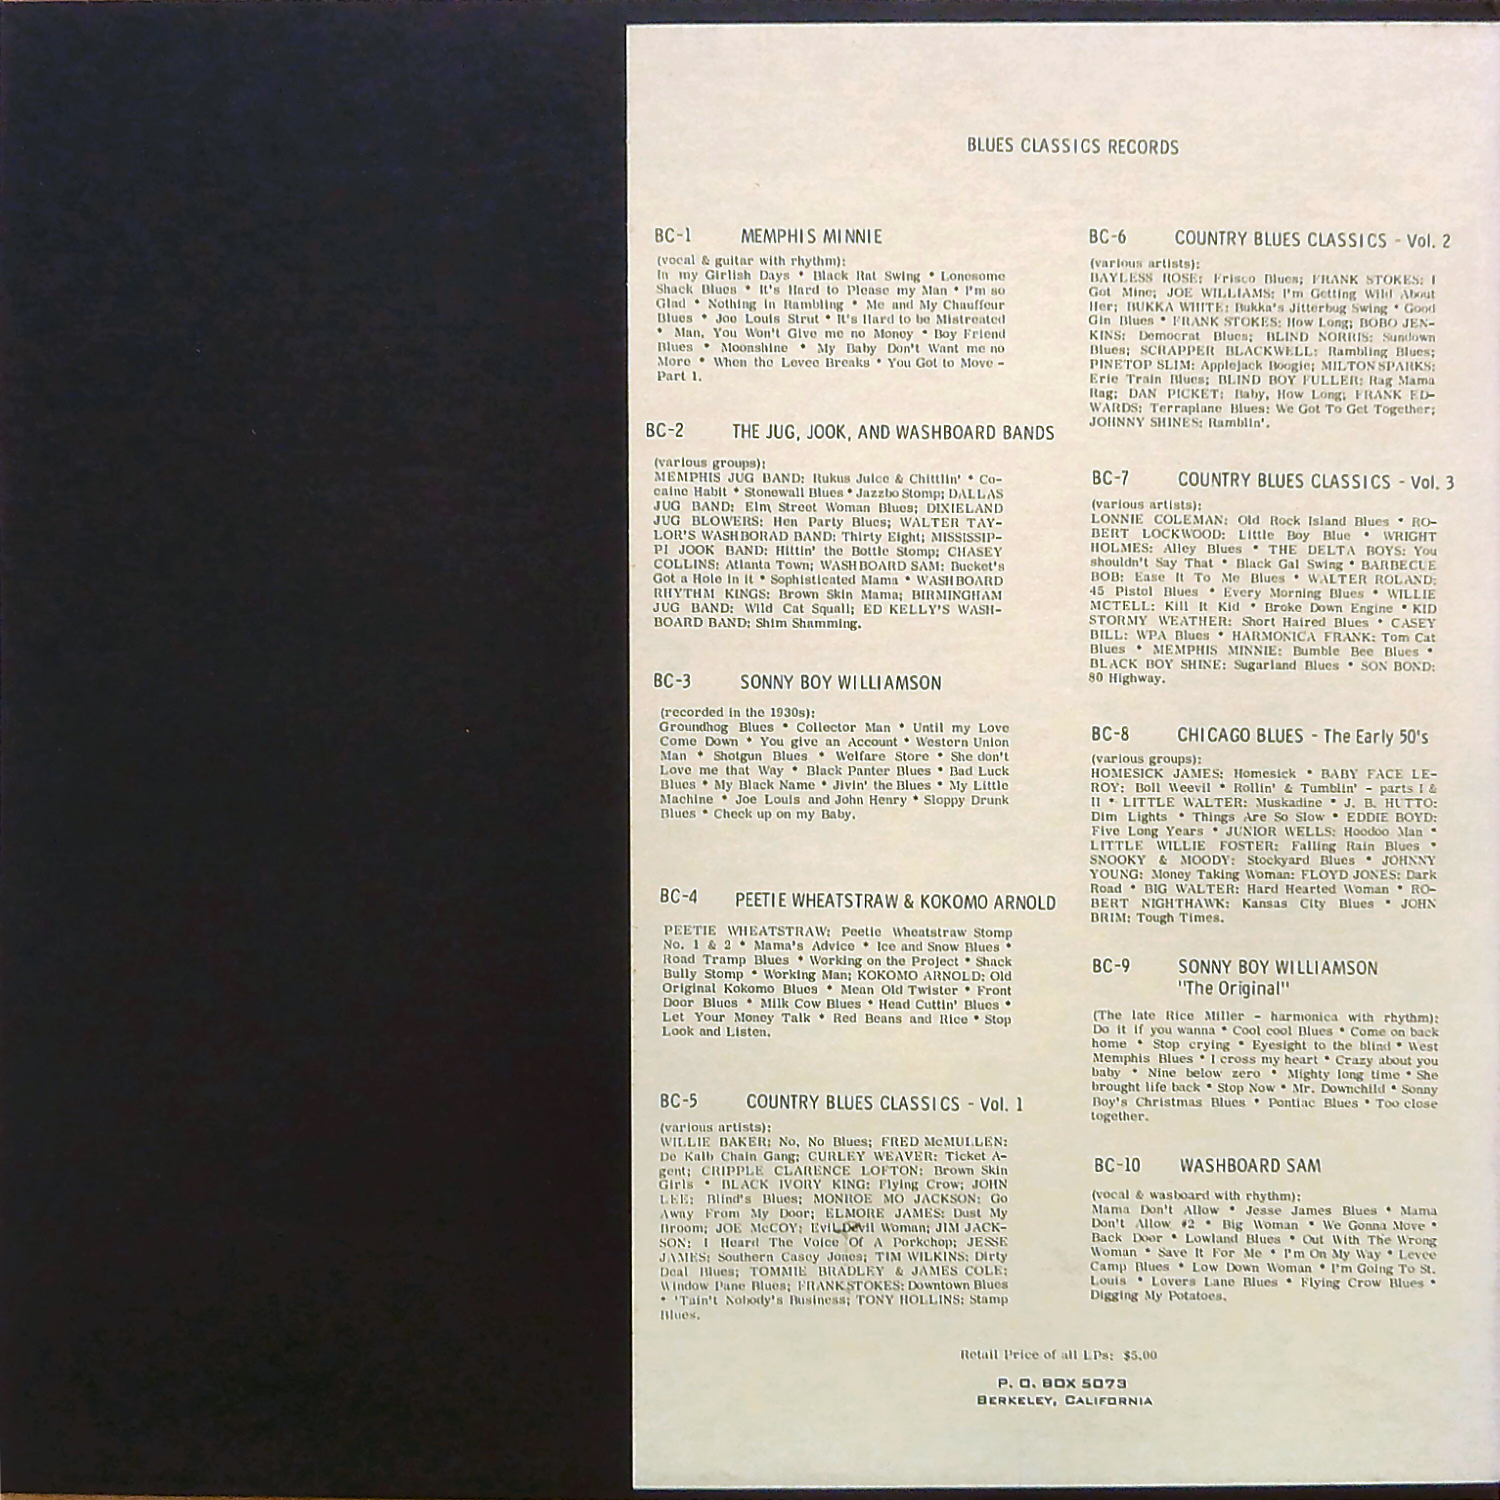 BLUES CLASSICS RECORDS
BC-1 MEMPHIS MINNIE
(vocal & guitar with rhythm):
In my Girlish Days * Black Rat Swing * Lonesome
Shack Blues * It's Hard to Please my Man * I'm so
Glad * Nothing in Rambling * Me and My Chauffeur
Blues * Joe Louis Strut * It's Hard to be Mistreated
* Man, You Won't Give me no Money * Boy Friend
Blues * Moonshine * My Baby Don't Want me no
More * When the Levee Breaks * You Got to Move -
Part 1.
BC-2 THE JUG, JOOK, AND WASHBOARD BANDS
(various groups):
MEMPHIS JUG BAND: Rukus Juice & Chittlin' * Co-
caine Habit * Stonewall Blues * Jazzbo Stomp; DALLAS
JUG BAND: Elm Street Woman Blues; DIXIELAND
JUG BLOWERS: Hen Party Blues; WALTER TAY-
LOR'S WASHBORAD BAND: Thirty Eight; MISSISSIP-
PI JOOK BAND: Hittin' the Bottle Stomp; CHASEY
COLLINS: Atlanta Town; WASHBOARD SAM: Bucket's
Got a Hole in It * Sophisticated Mama * WASHBOARD
RHYTHM KINGS: Brown Skin Mama; BIRMINGHAM
JUG BAND: Wild Cat Squall; ED KELLY'S WASH-
BOARD BAND: Shim Shamming.
BC-3 SONNY BOY WILLIAMSON
(recorded in the 1930s):
Groundhog Blues * Collector Man * Until my Love
Come Down * You give an Account * Western Union
Man * Shotgun Blues * Welfare Store * She don't
Love me that Way * Black Panter Blues * Bad Luck
Blues * My Black Name * Jivin' the Blues * My Little
Machine * Joe Louis and John Henry * Sloppy Drunk
Blues * Check up on my Baby.
BC-4 PEETIE WHEATSTRAW & KOKOMO ARNOLD
PEETIE WHEATSTRAW: Peetie Wheatstraw Stomp
No. 1 & 2 * Mama's Advice * Ice and Snow Blues *
Road Tramp Blues * Working on the Project * Shack
Bully Stomp * Working Man; KOKOMO ARNOLD: Old
Original Kokomo Blues * Mean Old Twister * Front
Door Blues * Milk Cow Blues * Head Cuttin' Blues *
Let Your Money Talk * Red Beans and Rice * Stop
Look and Listen.
BC-5 COUNTRY BLUES CLASSICS - Vol. 1
(various artists):
WILLIE BAKER: No, No Blues; FRED McMULLEN:
De Kalb Chain Gang; CURLEY WEAVER: Ticket A-
gent; CRIPPLE CLARENCE LOFTON: Brown Skin
Girls * BLACK IVORY KING: Flying Crow; JOHN
LEE: Blind's Blues; MONROE MO JACKSON: Go
Away From My Door; ELMORE JAMES: Dust My
Broom; JOE McCOY: Evil Devil Woman; JIM JACK-
SON: I Heard The Voice Of A Porkchop; JESSE
JAMES: Southern Casey Jones; TIM WILKINS: Dirty
Deal Blues; TOMMIE BRADLEY & JAMES COLE:
Window Pane Blues; FRANK STOKES: Downtown Blues
* 'Tain't Nobody's Business; TONY HOLLINS: Stamp
Blues.
BC-6 COUNTRY BLUES CLASSICS - Vol. 2
(various artists):
BAYLESS ROSE: Frisco Blues; FRANK STOKES: I
Got Mine; JOE WILLIAMS: I'm Getting Wild About
Her; BUKKA WHITE: Bukka's Jitterbug Swing * Good
Gin Blues * FRANK STOKES: How Long; BOBO JEN-
KINS: Democrat Blues; BLIND NORRIS: Sundown
Blues; SCRAPPER BLACKWELL: Rambling Blues;
PINETOP SLIM: Applejack Boogie; MILTON SPARKS:
Erie Train Blues; BLIND BOY FULLER: Rag Mama
Rag; DAN PICKET: Baby, How Long; FRANK ED-
WARDS: Terraplane Blues: We Got To Get Together;
JOHNNY SHINES: Ramblin'.
BC-7 COUNTRY BLUES CLASSICS - Vol. 3
(various artists):
LONNIE COLEMAN: Old Rock Island Blues * RO-
BERT LOCKWOOD: Little Boy Blue * WRIGHT
HOLMES: Alley Blues * THE DELTA BOYS: You
shouldn't Say That * Black Gal Swing * BARBECUE
BOB: Ease It To Me Blues * WALTER ROLAND:
45 Pistol Blues * Every Morning Blues * WILLIE
MCTELL: Kill It Kid * Broke Down Engine * KID
STORMY WEATHER: Short Haired Blues * CASEY
BILL: WPA Blues * HARMONICA FRANK: Tom Cat
Blues * MEMPHIS MINNIE: Bumble Bee Blues *
BLACK BOY SHINE: Sugarland Blues * SON BOND:
80 Highway.
BC-8 CHICAGO BLUES - The Early 50's
(various groups):
HOMESICK JAMES: Homesick * BABY FACE LE-
ROY: Boll Weevil * Rollin' & Tumblin' - parts I &
II * LITTLE WALTER: Muskadine * J. B. HUTTO:
Dim Lights * Things Are So Slow * EDDIE BOYD:
Five Long Years * JUNIOR WELLS: Hoodoo Man *
LITTLE WILLIE FOSTER: Falling Rain Blues *
SNOOKY & MOODY: Stockyard Blues * JOHNNY
YOUNG: Money Taking Woman: FLOYD JONES: Dark
Road * BIG WALTER: Hard Hearted Woman * RO-
BERT NIGHTHAWK: Kansas City Blues * JOHN
BRIM: Tough Times.
BC-9 SONNY BOY WILLIAMSON
"The Original"
(The late Rice Miller - harmonica with rhythm):
Do it if you wanna * Cool cool Blues * Come on back
home * Stop crying * Eyesight to the blind * West
Memphis Blues * I cross my heart * Crazy about you
baby * Nine below zero * Mighty long time * She
brought life back * Stop Now * Mr. Downchild * Sonny
Boy's Christmas Blues * Pontiac Blues * Too close
together.
BC-10 WASHBOARD SAM
(vocal & wasboard with rhythm):
Mama Don't Allow * Jesse James Blues * Mama
Don't Allow #2 * Big Woman * We Gonna Move *
Back Door * Lowland Blues * Out With The Wrong
Woman * Save It For Me * I'm On My Way * Levee
Camp Blues * Low Down Woman * I'm Going To St.
Louis * Lovers Lane Blues * Flying Crow Blues *
Digging My Potatoes.
Retail Price of all LPs: $5.00
P. O. BOX 5073
BERKELEY, CALIFORNIA